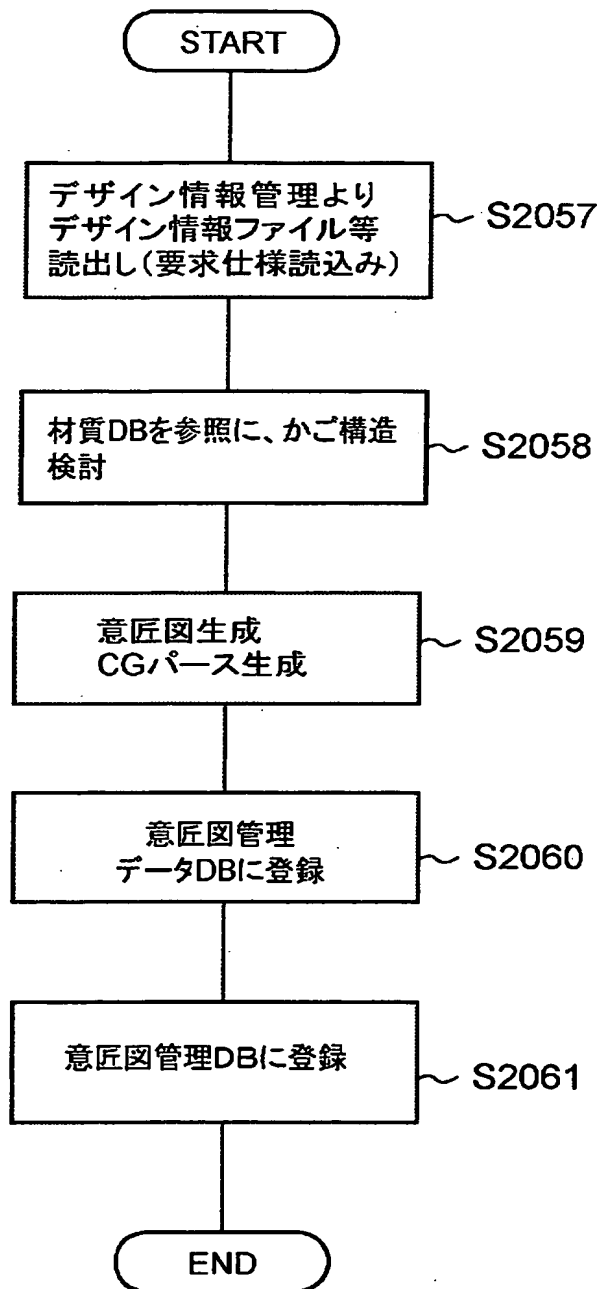 START
デザイン情報管理より
デザイン情報ファイル等
読出し(要求仕様読込み)
S2057
材質DBを参照に、かご構造
検討
S2058
意匠図生成
CGパース生成
S2059
意匠図管理
データDBに登録
S2060
意匠図管理DBに登録
S2061
END